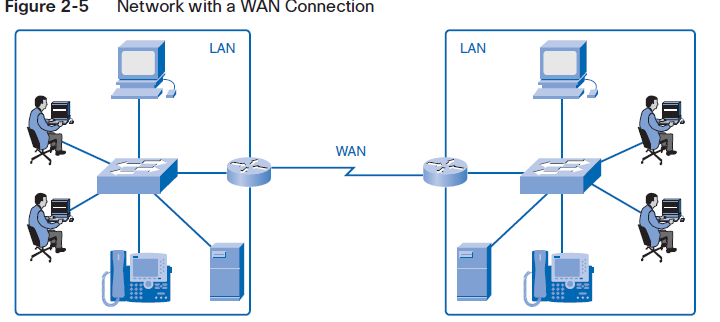 Figure 2-5 Network with a WAN Connection
LAN
LAN
WAN